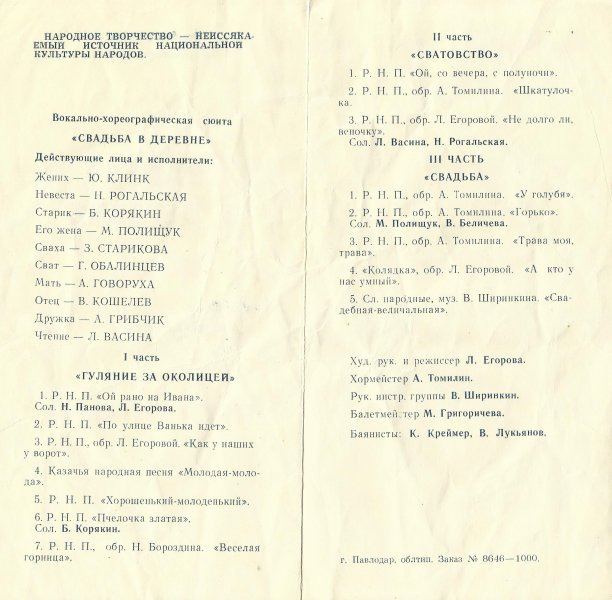 НАРОДНОЕ ТВОРЧЕСТВО — НЕИССЯКА-
ЕМЫЙ ИСТОЧНИК НАЦИОНАЛЬНОЙ
КУЛЬТУРЫ НАРОДОВ.
Вокально-хореографическая сюита
«СВАДЬБА В ДЕРЕВНЕ»
Действующие лица и исполнители:
Жених — Ю. КЛИНК
Невеста — Н. РОГАЛЬСКАЯ
Старик — Б. КОРЯКИН
Его жена — М. ПОЛИЩУК
Сваха — З. СТАРИКОВА
Сват — Г. ОБАЛИНЦЕВ
Мать — А. ГОВОРУХА
Отец — В. КОШЕЛЕВ
Дружка — А. ГРИБЧИК
Чтение — Л. ВАСИНА
I часть
«ГУЛЯНИЕ ЗА ОКОЛИЦЕЙ»
1. Р. Н. П. «Ой рано на Ивана».
Сол. Н. Панова, Л. Егорова.
2. Р. Н. П. «По улице Ванька идет».
3. Р. Н. П., обр. Л. Егоровой. «Как у наших
у ворот».
4. Казачья народная песня «Молодая-моло-
да».
5. Р. Н. П. «Хорошенький-молоденький».
6. Р. Н. П. «Пчелочка златая».
Сол. Б. Корякин.
7. Р. Н. П., обр. Н. Бороздина. «Веселая
горница».
II часть
«СВАТОВСТВО»
1. Р. Н. П. «Ой, со вечера, с полуночи».
2. Р. Н. П., обр. А. Томилина. «Шкатулоч-
ка.
3. Р. Н. П., обр. Л. Егоровой. «Не долго ли,
веночку».
Сол. Л. Васина, Н. Рогальская.
III ЧАСТЬ
«СВАДЬБА»
1. Р. Н. П., обр. А. Томилина. «У голубя».
2. Р. Н. П., обр. А. Томилина. «Горько».
Сол. М. Полищук, В. Беличева.
3. Р. Н. П., обр. А. Томилина. «Трава моя,
трава».
4. «Колядка», обр. Л. Егоровой. «А кто у
нас умный».
5. Сл. народные, муз. В. Ширинкина. «Сва-
дебная-величальная».
Худ. рук. и режиссер Л. Егорова.
Хормейстер А. Томилин.
Рук. инстр. группы В. Ширинкин.
Балетмейстер М. Григоричева.
Баянисты: К. Креймер, В. Лукьянов.
г. Павлодар, облтип. Заказ № 8646—1000.